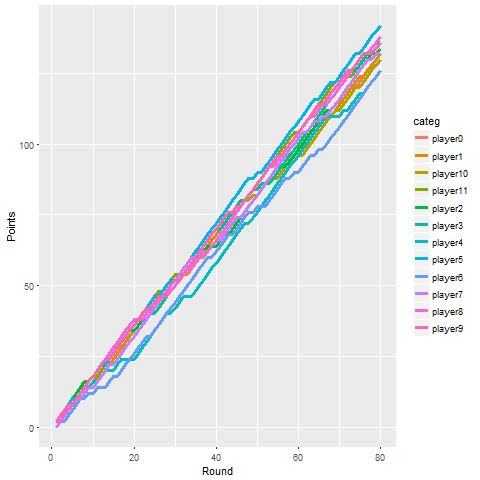 categ
player0
player1
player10
player11
player2
player3
player4
player5
player6
player7
player8
player9
100
50
0
Points
0
20
40
60
80
Round